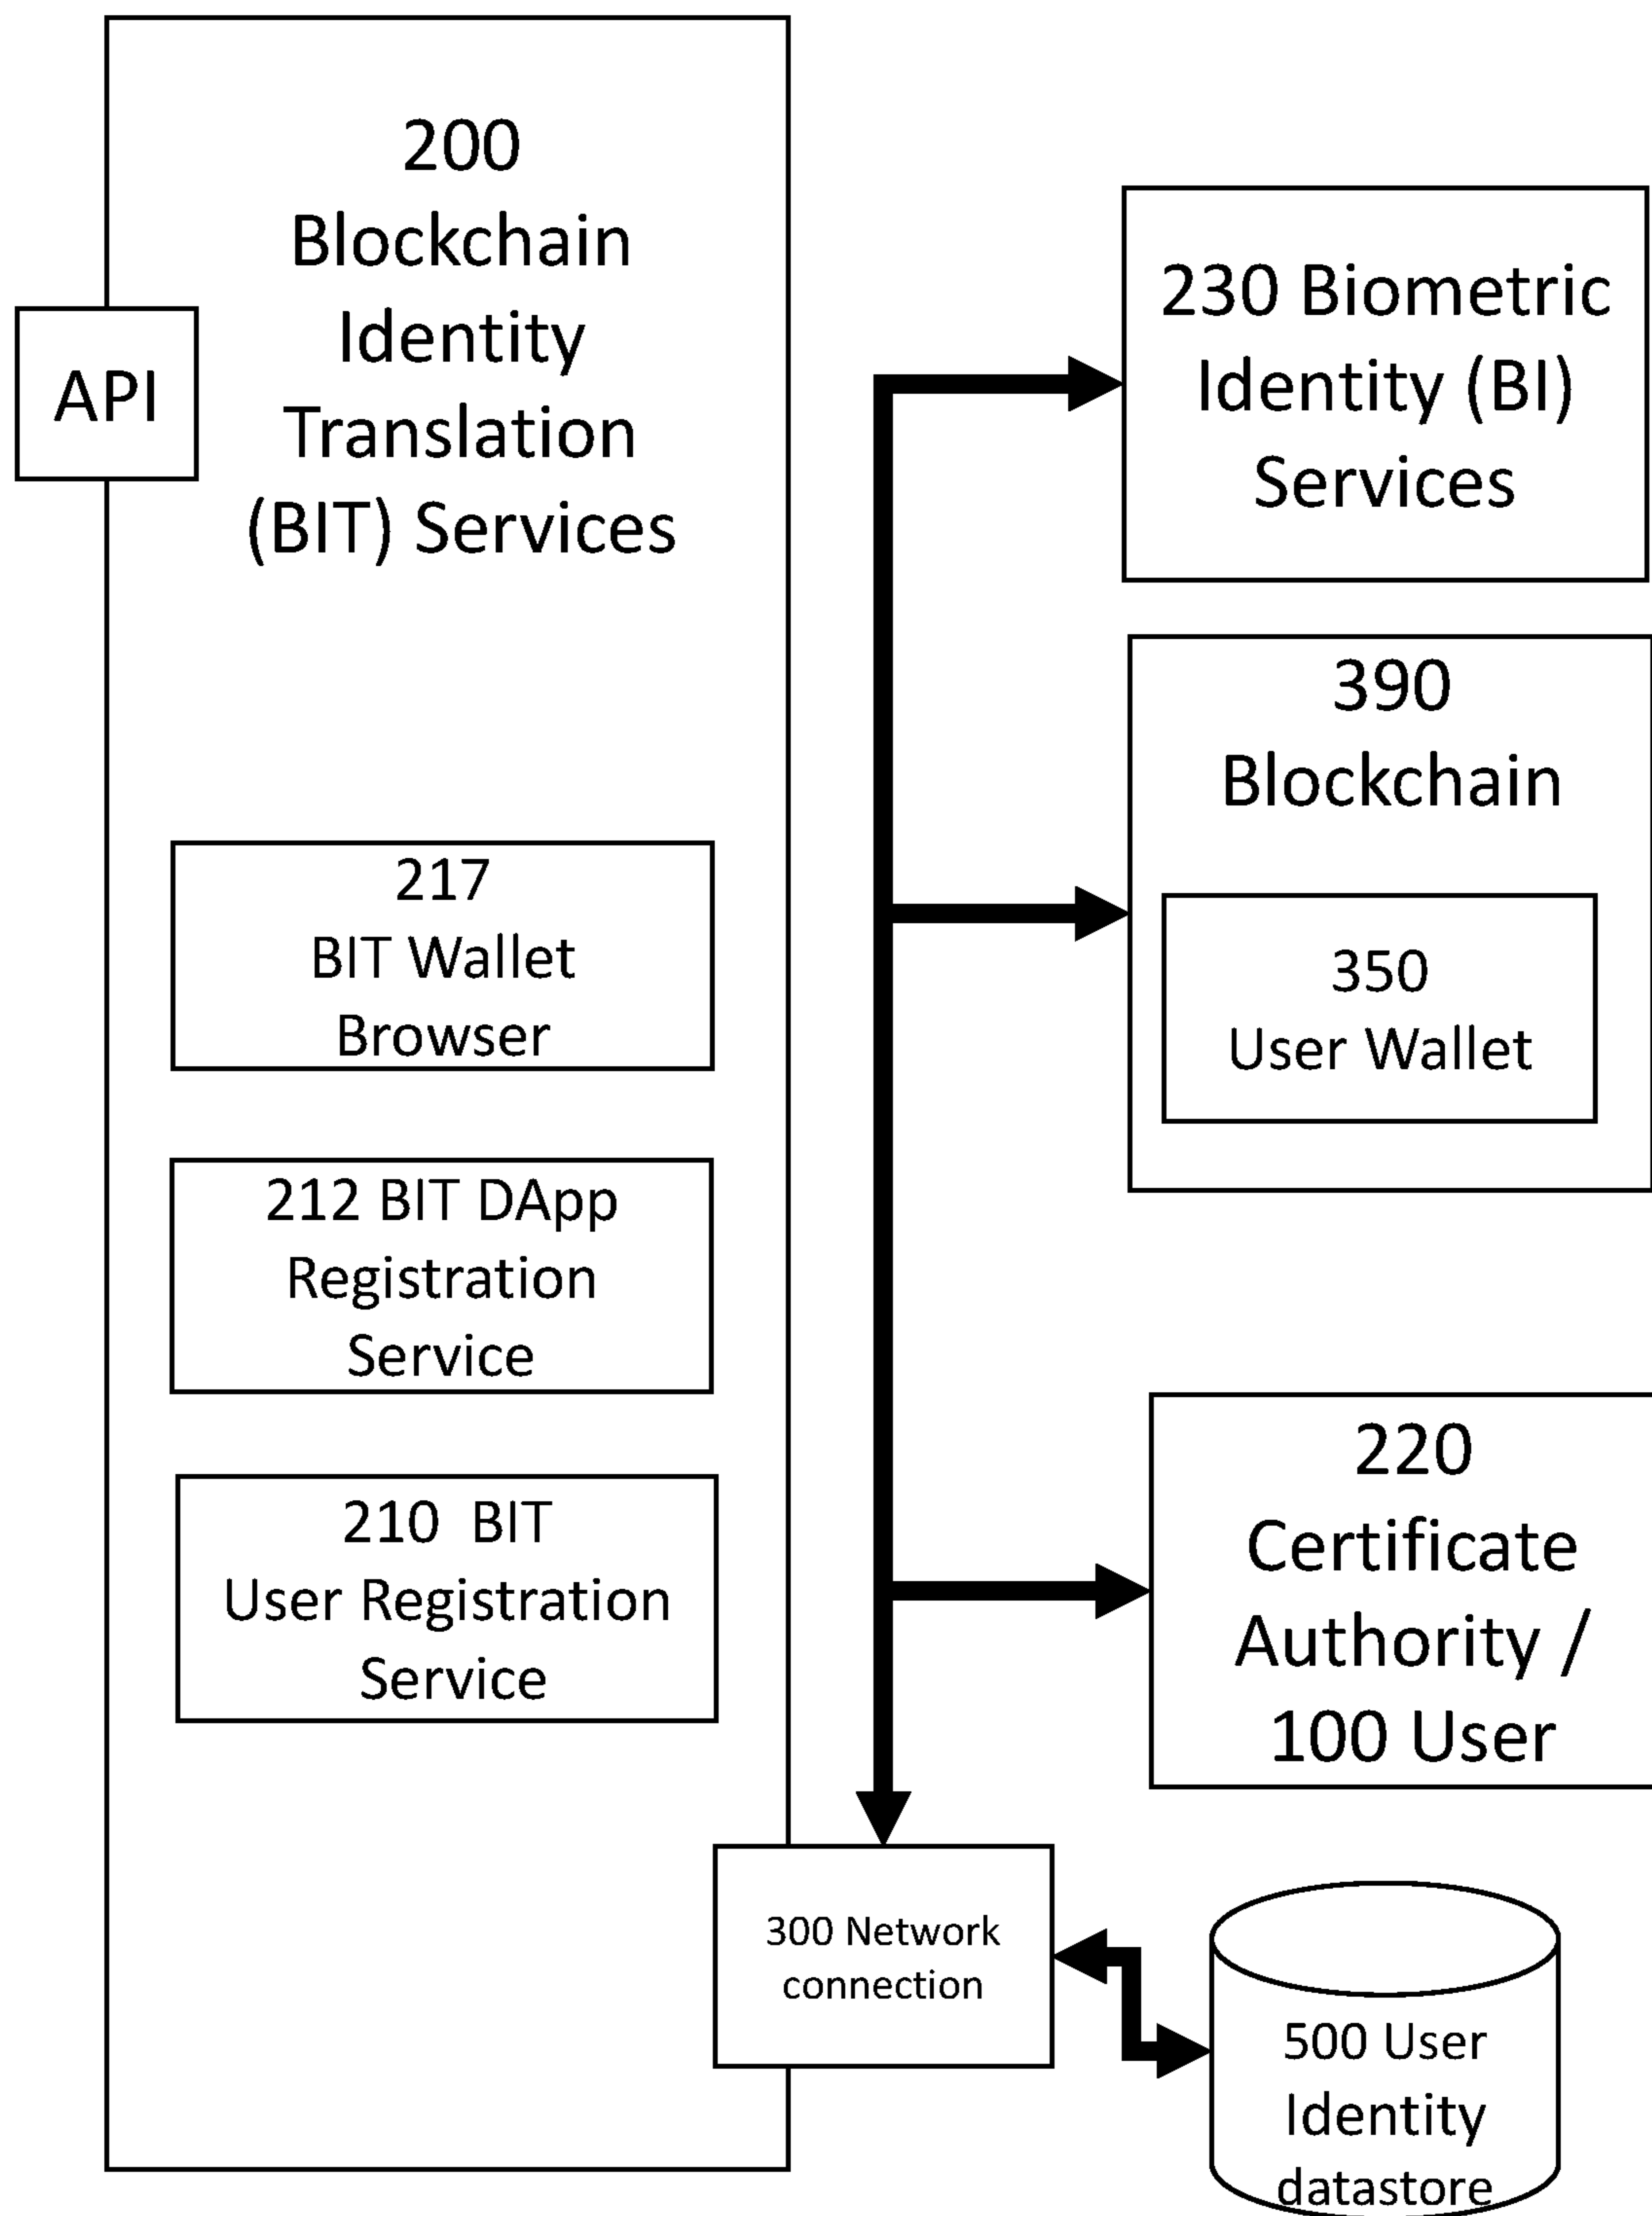 200
Blockchain
Identity
Translation
(BIT) Services
API
217
BIT Wallet
Browser
212 BIT DApp
Registration
Service
210 BIT
User Registration
Service
230 Biometric
Identity (BI)
Services
390
Blockchain
350
User Wallet
220
Certificate
Authority /
100 User
300 Network
connection
500 User
Identity
datastore